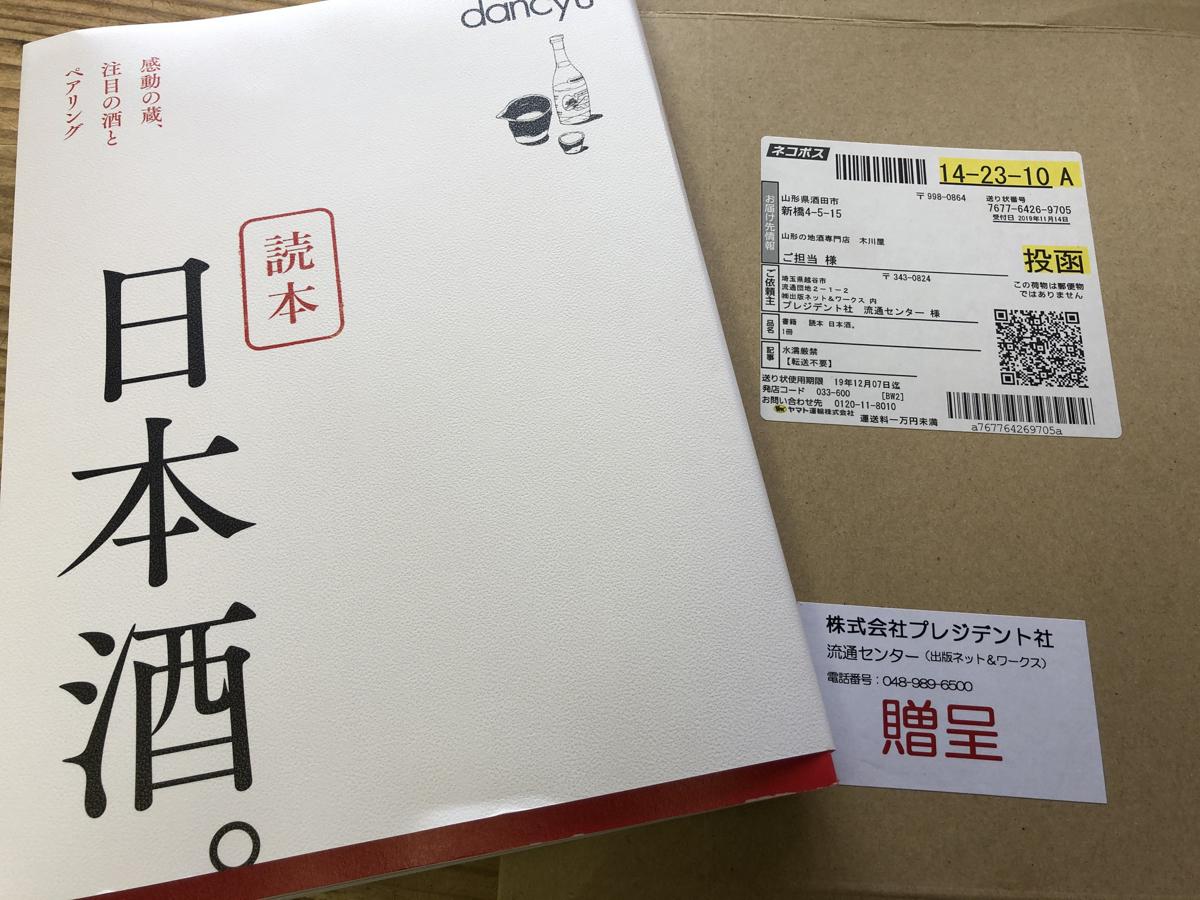 dancyu
感動の蔵、
注目の酒と
ペアリング
読本
日本酒。
ネコポス
14-23-10 A
お届け先情報
山形県酒田市
〒998-0864
新橋4-5-15
送り状番号
7677-6426-9705
受付日 2019年11月14日
山形の地酒専門店 木川屋
ご担当 様
投函
この荷物は郵便物
ではありません
ご依頼主
埼玉県越谷市
〒 343-0824
流通団地2-1-2
㈱出版ネット&ワークス 内
プレジデント社 流通センター 様
品名
書籍 読本 日本酒。
1冊
記事
水濡厳禁
【転送不要】
送り状使用期限 19年12月07日迄
発店コード 033-600 [BW2]
お問い合わせ先 0120-11-8010
ヤマト運輸株式会社
運送料一万円未満
a767764269705a
株式会社プレジデント社
流通センター(出版ネット&ワークス)
電話番号:048-989-6500
贈呈